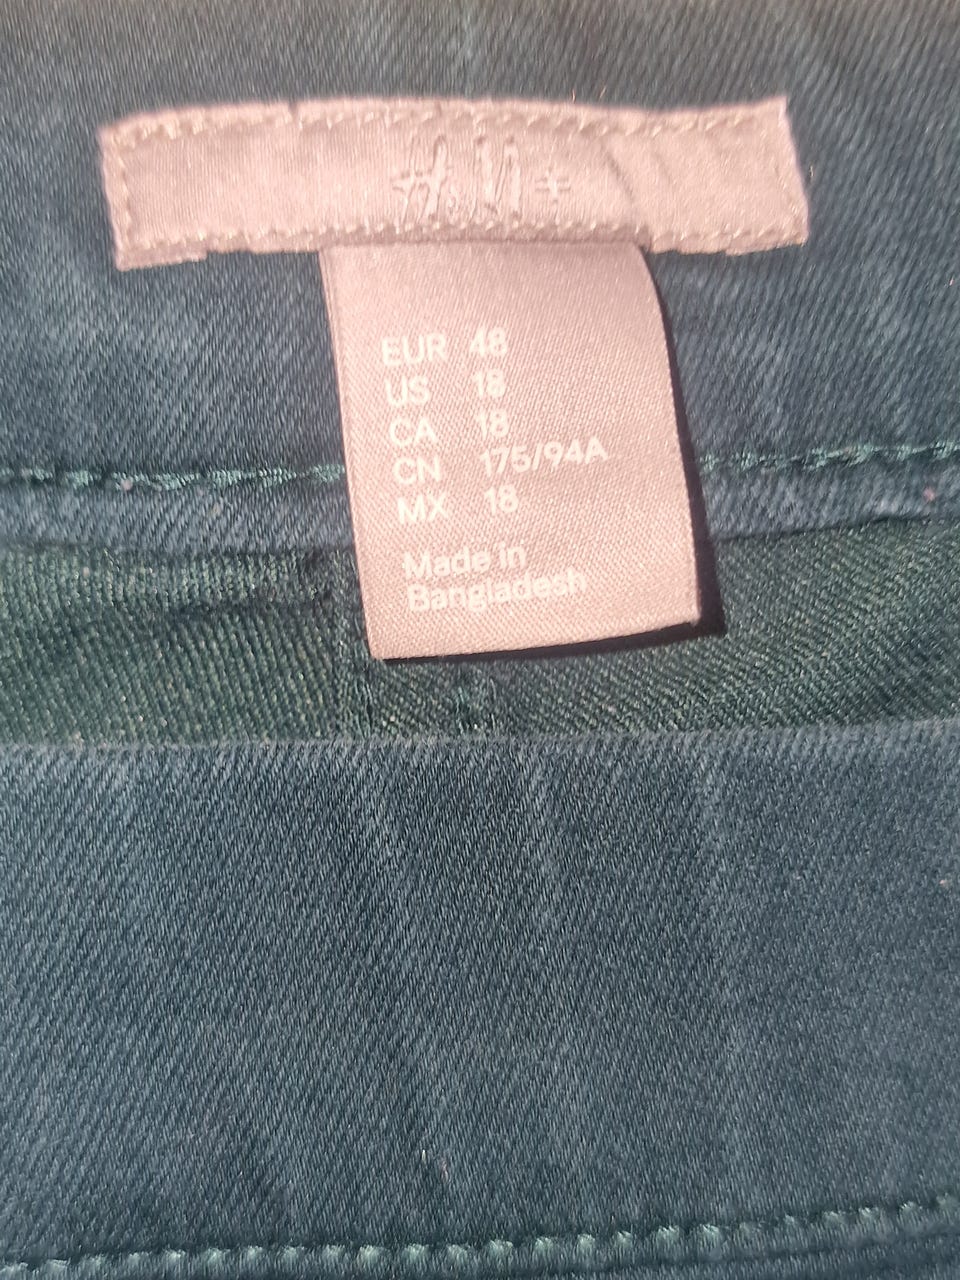 H&M+
EUR 48
US 18
CA 18
CN 175/94A
MX 18
Made in
Bangladesh